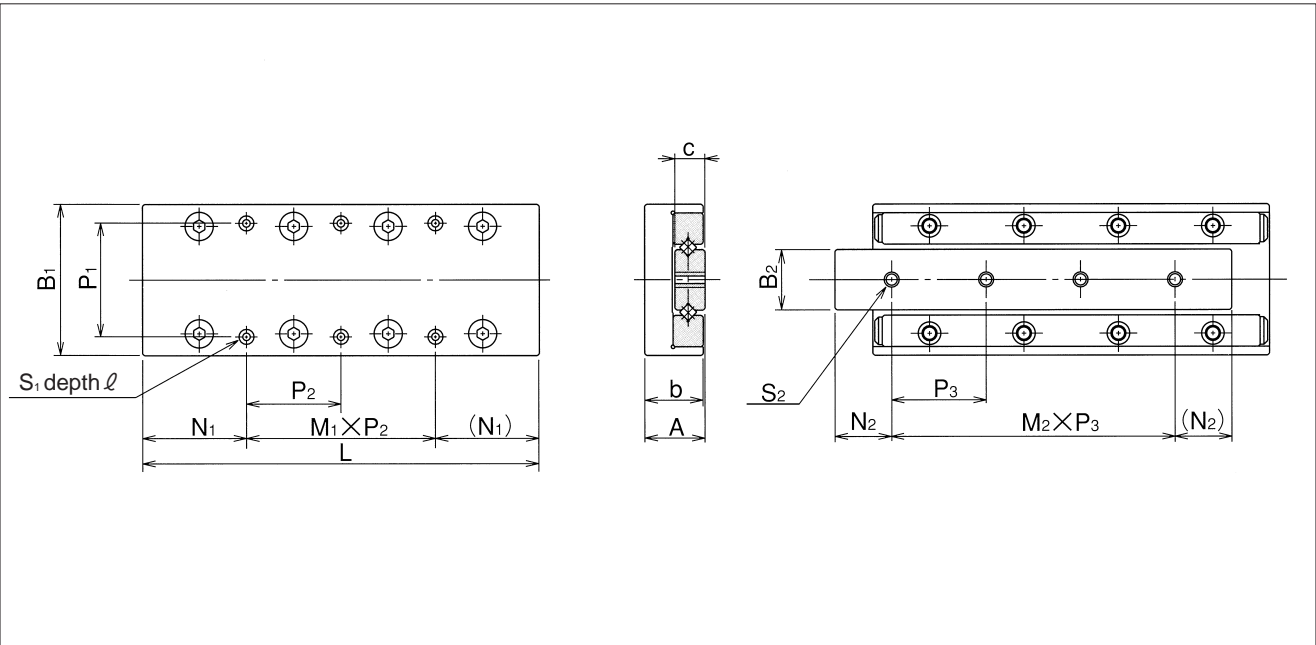 B1
P1
S1 depth ℓ
P2
N1
M1×P2
(N1)
L
c
b
A
B2
S2
P3
N2
M2×P3
(N2)